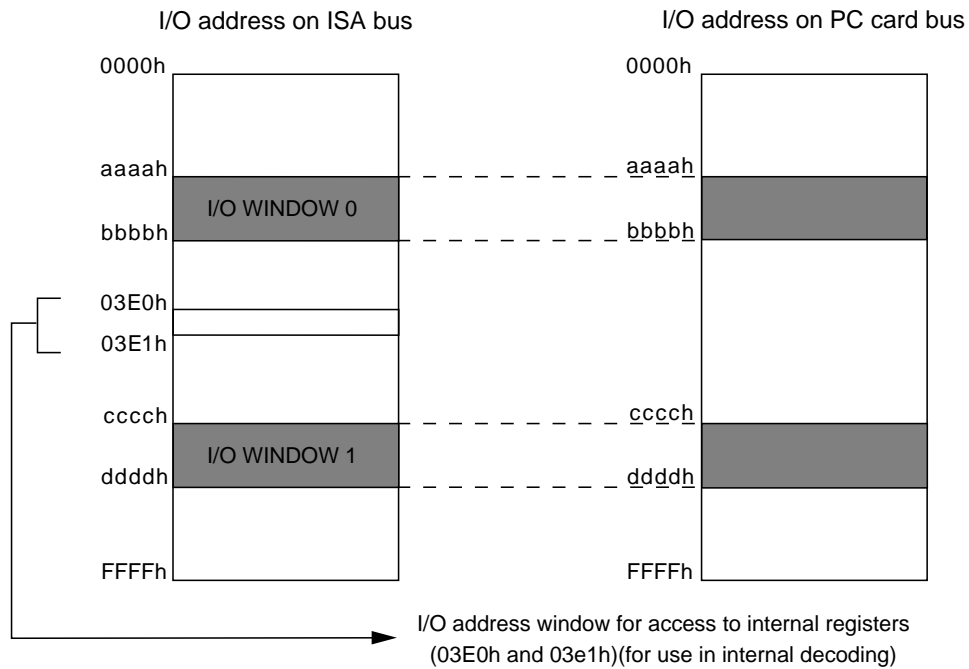 I/O address on ISA bus
0000h
aaaah
I/O WINDOW 0
bbbbh
03E0h
03E1h
cccch
I/O WINDOW 1
ddddh
FFFFh
I/O address on PC card bus
0000h
aaaah
bbbbh
cccch
ddddh
FFFFh
I/O address window for access to internal registers
(03E0h and 03e1h)(for use in internal decoding)